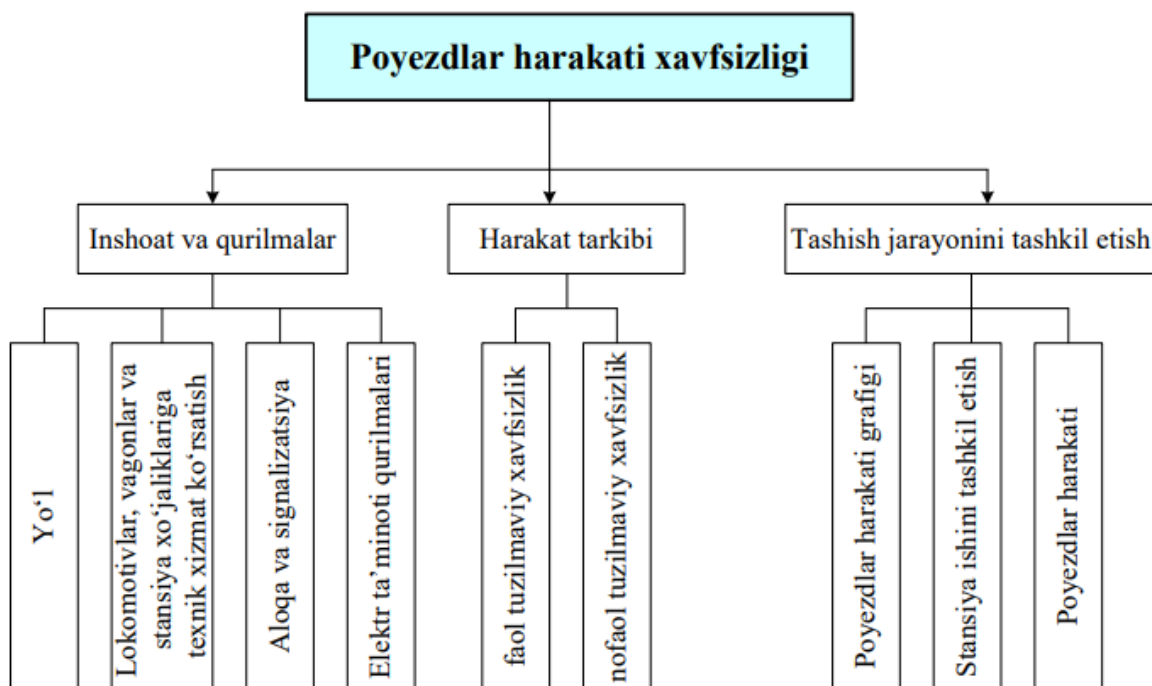 Poyezdlar harakati xavfsizligi
Inshoat va qurilmalar
Harakat tarkibi
Tashish jarayonini tashkil etish
Yo‘l
Lokomotivlar, vagonlar va
stansiya xo‘jaliklariga
texnik xizmat ko‘rsatish
Aloqa va signalizatsiya
Elektr ta’minoti qurilmalari
faol tuzilmaviy xavfsizlik
nofaol tuzilmaviy xavfsizlik
Poyezdlar harakati grafigi
Stansiya ishini tashkil etish
Poyezdlar harakati